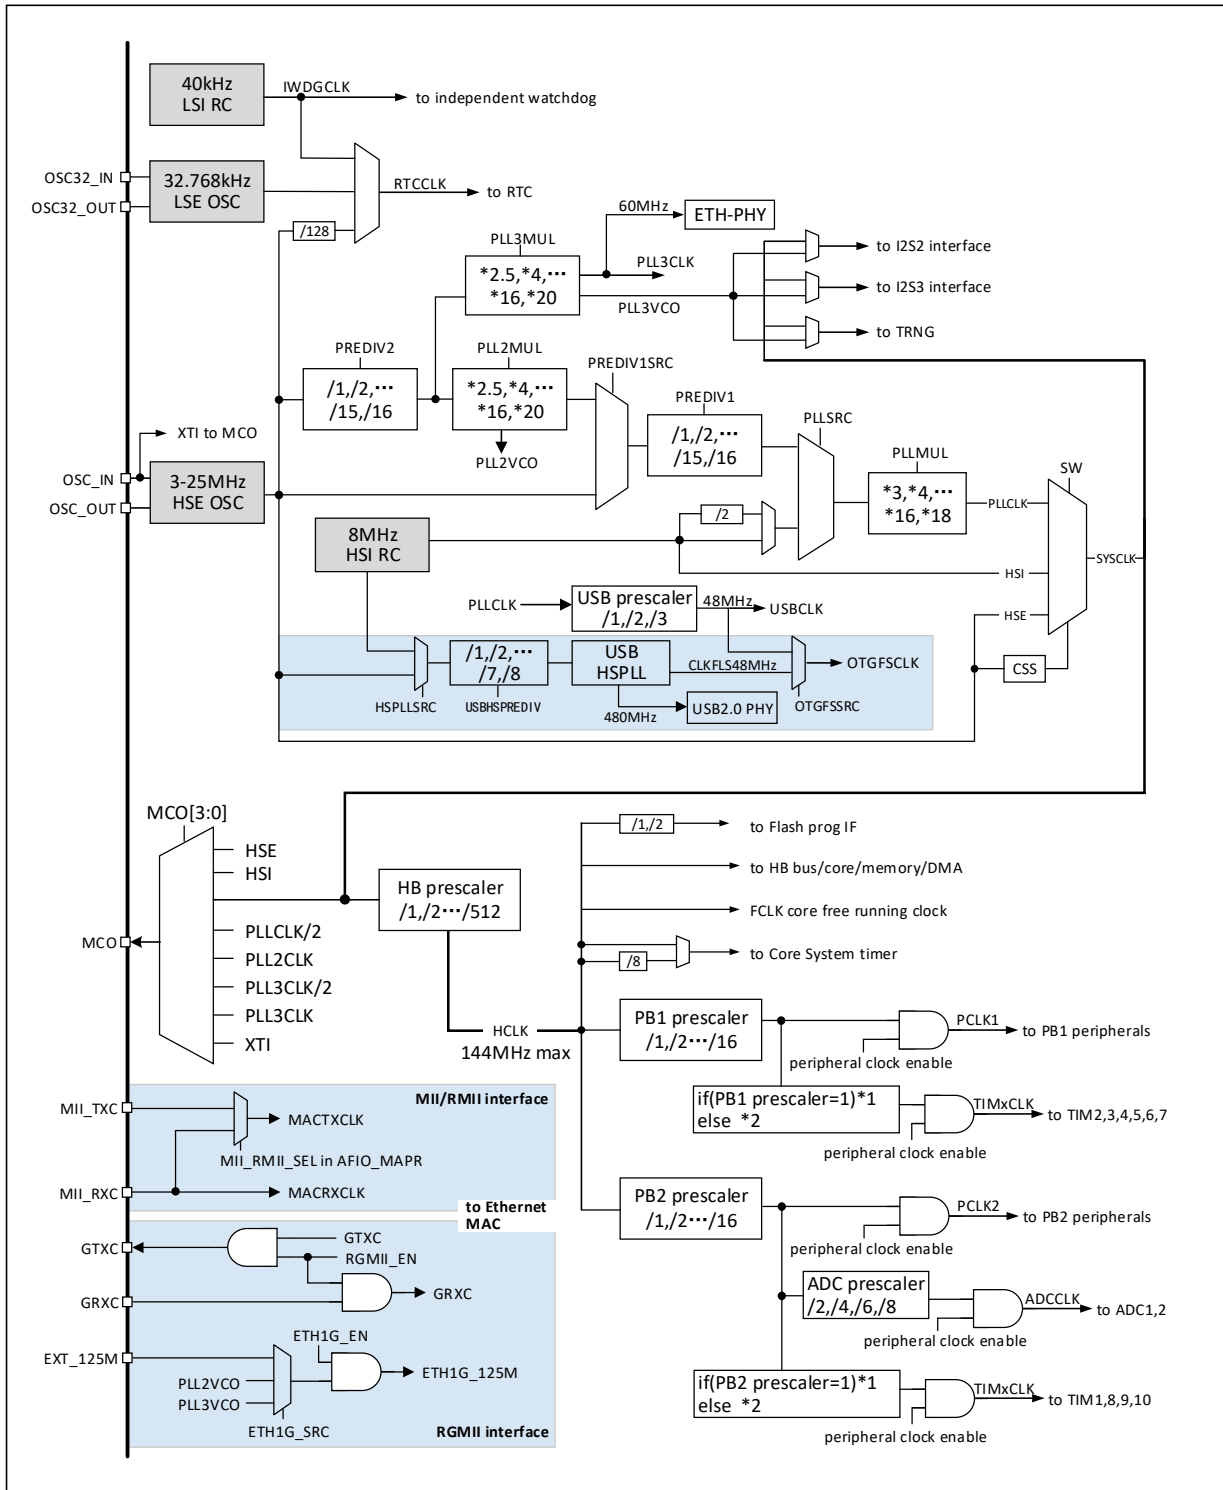 40kHz
LSI RC
IWDGCLK
to independent watchdog
OSC32_IN
OSC32_OUT
32.768kHz
LSE OSC
RTCCLK
to RTC
/128
60MHz
ETH-PHY
PLL3MUL
*2.5,*4,···
*16,*20
PLL3CLK
PLL3VCO
to I2S2 interface
to I2S3 interface
to TRNG
PREDIV2
/1,/2,···
/15,/16
PLL2MUL
*2.5,*4,···
*16,*20
PLL2VCO
PREDIV1SRC
PREDIV1
/1,/2,···
/15,/16
PLLSRC
PLLMUL
*3,*4,···
*16,*18
PLLCLK
SW
SYSCLK
XTI to MCO
OSC_IN
OSC_OUT
3-25MHz
HSE OSC
8MHz
HSI RC
/2
HSI
HSE
CSS
PLLCLK
USB prescaler
/1,/2,/3
48MHz
USBCLK
HSPLLSRC
/1,/2,···
/7,/8
USBHSPREDIV
USB
HSPLL
CLKFLS48MHz
480MHz
USB2.0 PHY
OTGFSSRC
OTGFSCLK
MCO[3:0]
HSE
HSI
PLLCLK/2
PLL2CLK
PLL3CLK/2
PLL3CLK
XTI
MCO
HB prescaler
/1,/2···/512
HCLK
144MHz max
/1,/2
to Flash prog IF
to HB bus/core/memory/DMA
FCLK core free running clock
/8
to Core System timer
PB1 prescaler
/1,/2···/16
PCLK1
to PB1 peripherals
peripheral clock enable
if(PB1 prescaler=1)*1
else *2
TIMxCLK
to TIM2,3,4,5,6,7
peripheral clock enable
PB2 prescaler
/1,/2···/16
PCLK2
to PB2 peripherals
peripheral clock enable
ADC prescaler
/2,/4,/6,/8
ADCCLK
to ADC1,2
peripheral clock enable
if(PB2 prescaler=1)*1
else *2
TIMxCLK
to TIM1,8,9,10
peripheral clock enable
MII/RMII interface
MII_TXC
MACTXCLK
MII_RMII_SEL in AFIO_MAPR
MII_RXC
MACRXCLK
to Ethernet
MAC
GTXC
GTXC
RGMII_EN
GRXC
GRXC
ETH1G_EN
EXT_125M
ETH1G_125M
PLL2VCO
PLL3VCO
ETH1G_SRC
RGMII interface